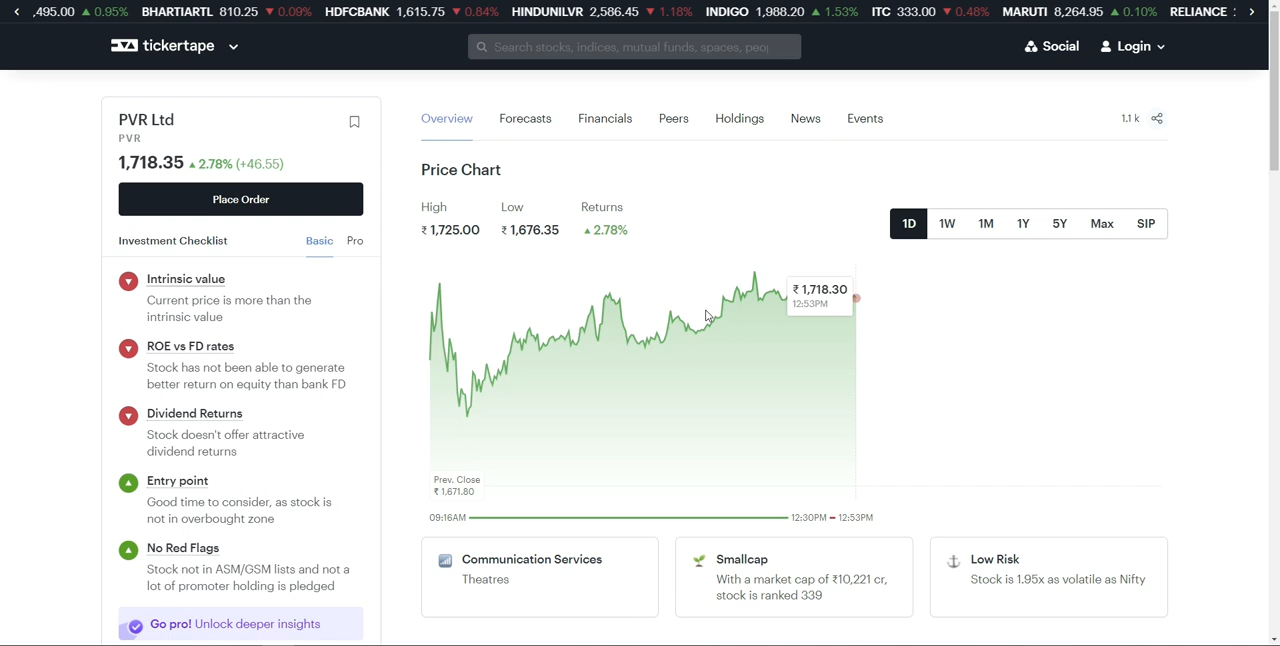 ,495.00 ▲ 0.95% BHARTIARTL 810.25 ▼ 0.09% HDFCBANK 1,615.75 ▼ 0.84% HINDUNILVR 2,586.45 ▼ 1.18% INDIGO 1,988.20 ▲ 1.53% ITC 333.00 ▼ 0.48% MARUTI 8,264.95 ▲ 0.10% RELIANCE
tickertape
Search stocks, indices, mutual funds, spaces, peop
Social
Login
PVR Ltd
PVR
1,718.35 ▲ 2.78% (+46.55)
Place Order
Investment Checklist Basic Pro
Intrinsic value
Current price is more than the
intrinsic value
ROE vs FD rates
Stock has not been able to generate
better return on equity than bank FD
Dividend Returns
Stock doesn't offer attractive
dividend returns
Entry point
Good time to consider, as stock is
not in overbought zone
No Red Flags
Stock not in ASM/GSM lists and not a
lot of promoter holding is pledged
Go pro! Unlock deeper insights
Overview Forecasts Financials Peers Holdings News Events
1.1 k
Price Chart
High Low Returns
₹ 1,725.00 ₹ 1,676.35 ▲ 2.78%
1D 1W 1M 1Y 5Y Max SIP
₹ 1,718.30
12:53PM
Prev. Close
₹ 1,671.80
09:16AM 12:30PM 12:53PM
Communication Services
Theatres
Smallcap
With a market cap of ₹10,221 cr,
stock is ranked 339
Low Risk
Stock is 1.95x as volatile as Nifty